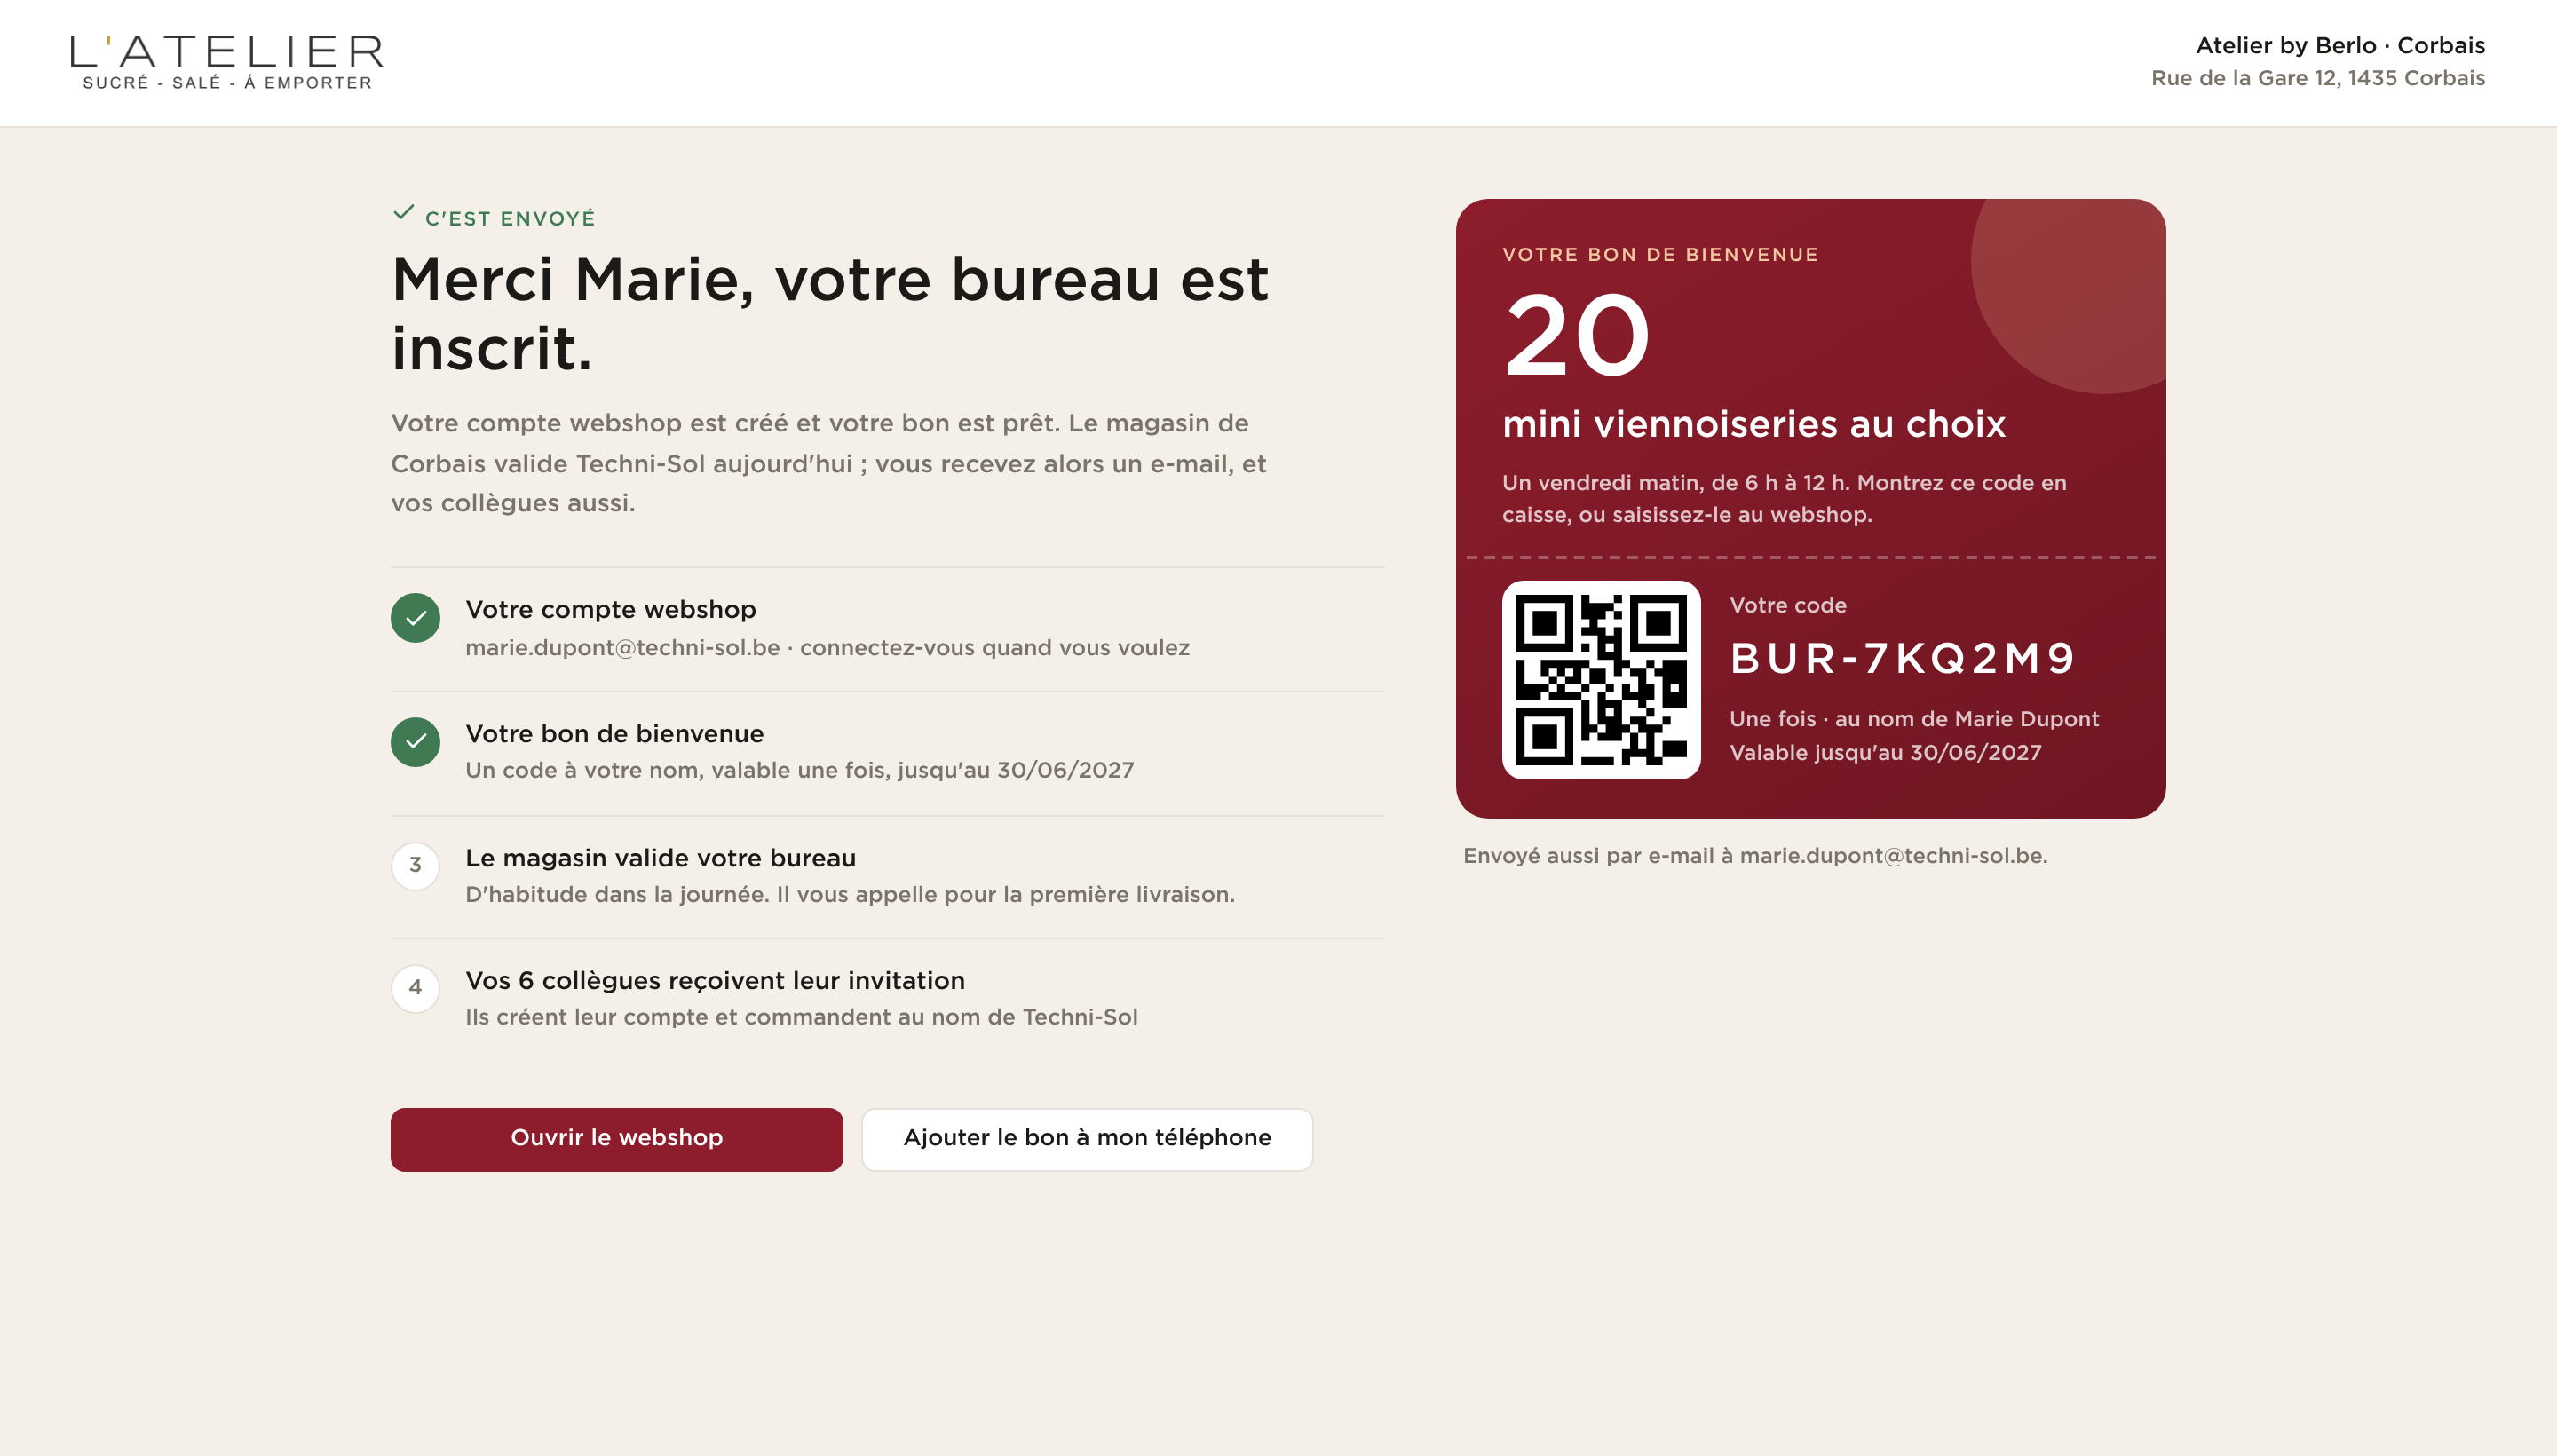 L'ATELIER
SUCRÉ - SALÉ - Á EMPORTER
Atelier by Berlo · Corbais
Rue de la Gare 12, 1435 Corbais
C'EST ENVOYÉ
Merci Marie, votre bureau est
inscrit.
Votre compte webshop est créé et votre bon est prêt. Le magasin de
Corbais valide Techni-Sol aujourd'hui ; vous recevez alors un e-mail, et
vos collègues aussi.
Votre compte webshop
marie.dupont@techni-sol.be · connectez-vous quand vous voulez
Votre bon de bienvenue
Un code à votre nom, valable une fois, jusqu'au 30/06/2027
3
Le magasin valide votre bureau
D'habitude dans la journée. Il vous appelle pour la première livraison.
4
Vos 6 collègues reçoivent leur invitation
Ils créent leur compte et commandent au nom de Techni-Sol
Ouvrir le webshop
Ajouter le bon à mon téléphone
VOTRE BON DE BIENVENUE
20
mini viennoiseries au choix
Un vendredi matin, de 6 h à 12 h. Montrez ce code en
caisse, ou saisissez-le au webshop.
Votre code
BUR-7KQ2M9
Une fois · au nom de Marie Dupont
Valable jusqu'au 30/06/2027
Envoyé aussi par e-mail à marie.dupont@techni-sol.be.